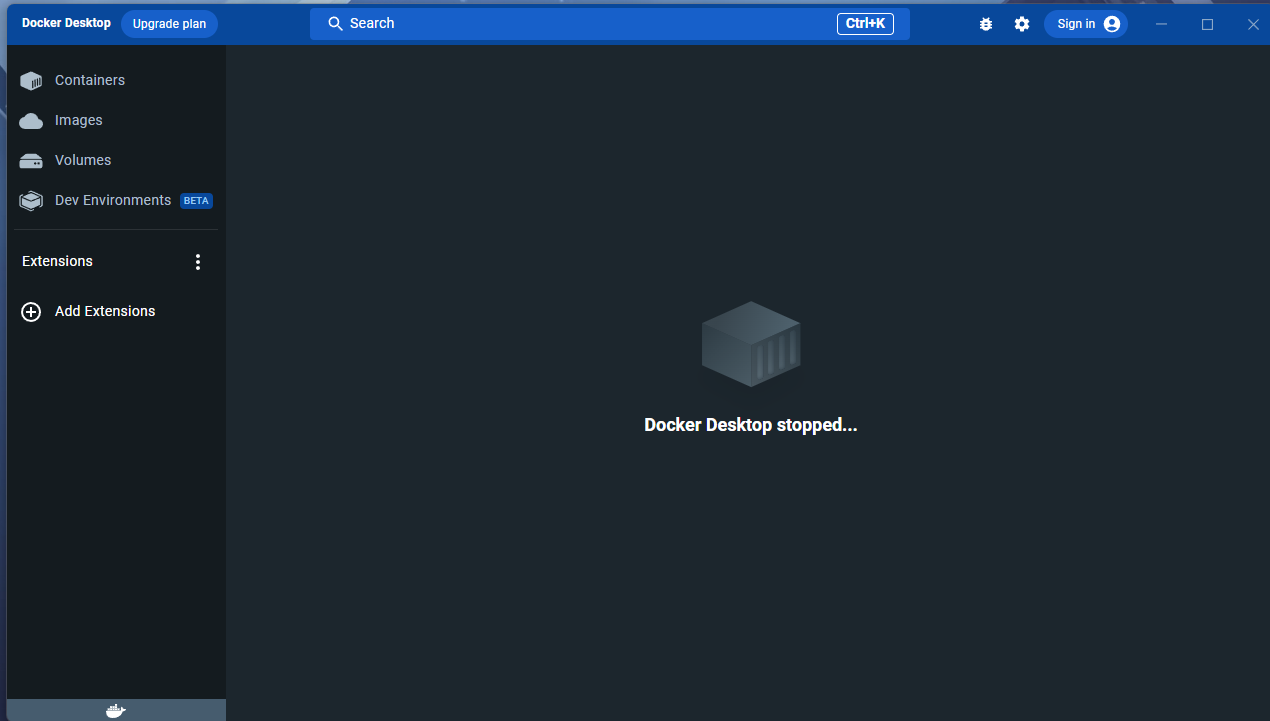 Docker Desktop Upgrade plan Search Ctrl+K Sign in
Containers
Images
Volumes
Dev Environments BETA
Extensions
Add Extensions
Docker Desktop stopped...